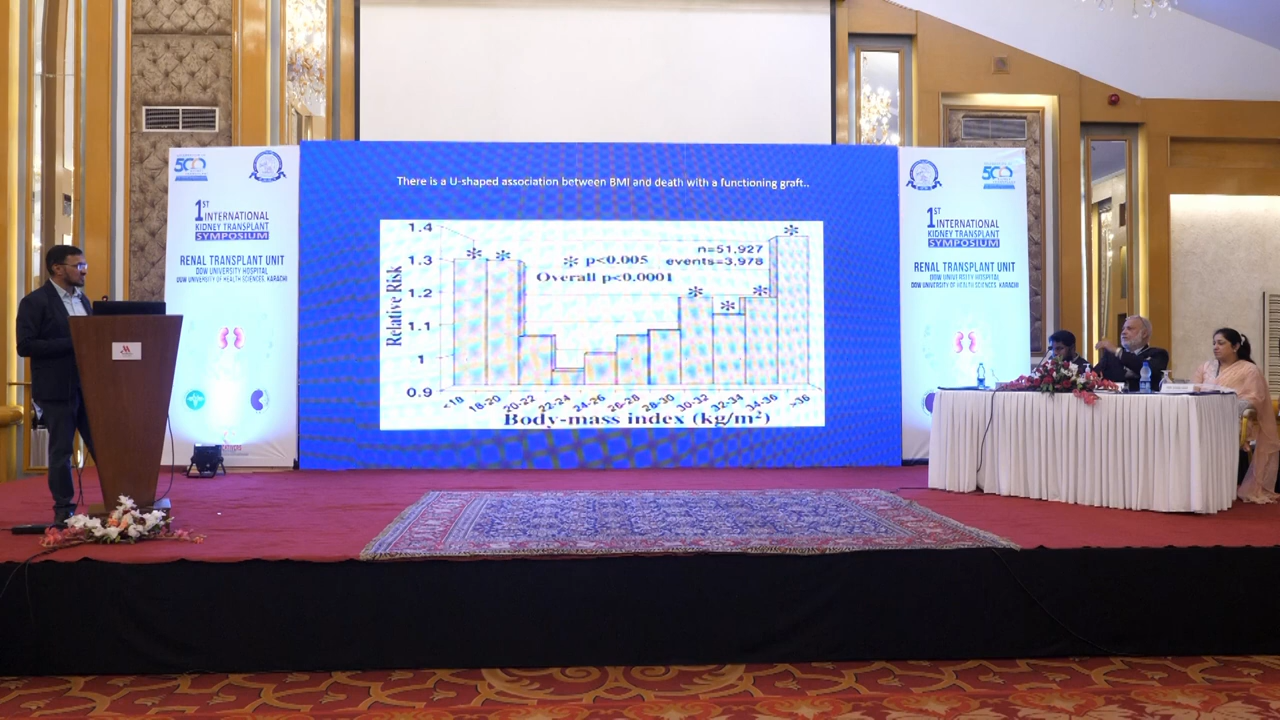 500
1ST
INTERNATIONAL
KIDNEY TRANSPLANT
SYMPOSIUM
RENAL TRANSPLANT UNIT
DOW UNIVERSITY HOSPITAL
DOW UNIVERSITY OF HEALTH SCIENCES, KARACHI
There is a U-shaped association between BMI and death with a functioning graft..
1.4
1.3
1.2
1.1
1
0.9
Relative Risk
n=51,927
* p<0.005
events=3,978
Overall p<0.0001
<18
18-20
20-22
22-24
24-26
26-28
28-30
30-32
32-34
34-36
>36
Body-mass index (kg/m²)
500
1ST
INTERNATIONAL
KIDNEY TRANSPLANT
SYMPOSIUM
RENAL TRANSPLANT UNIT
DOW UNIVERSITY HOSPITAL
DOW UNIVERSITY OF HEALTH SCIENCES, KARACHI